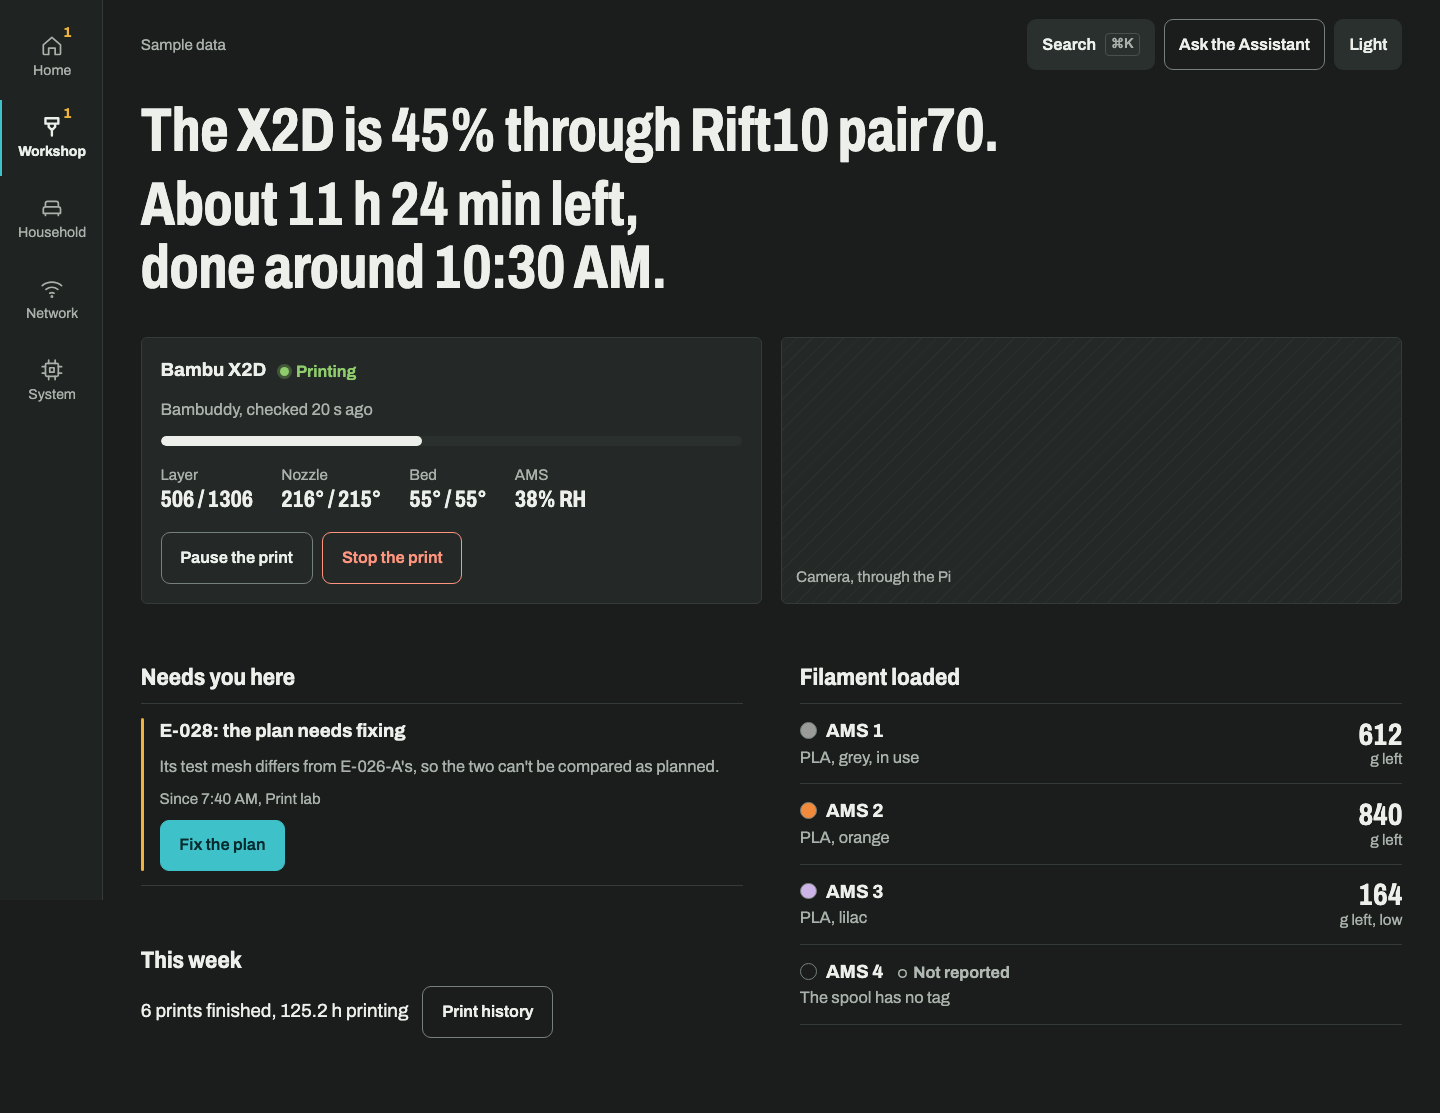 1
Home
1
Workshop
Household
Network
System
Sample data
Search ⌘K
Ask the Assistant
Light
The X2D is 45% through Rift10 pair70.
About 11 h 24 min left,
done around 10:30 AM.
Bambu X2D Printing
Bambuddy, checked 20 s ago
Layer
506 / 1306
Nozzle
216° / 215°
Bed
55° / 55°
AMS
38% RH
Pause the print
Stop the print
Camera, through the Pi
Needs you here
E-028: the plan needs fixing
Its test mesh differs from E-026-A's, so the two can't be compared as planned.
Since 7:40 AM, Print lab
Fix the plan
This week
6 prints finished, 125.2 h printing
Print history
Filament loaded
AMS 1
PLA, grey, in use
612
g left
AMS 2
PLA, orange
840
g left
AMS 3
PLA, lilac
164
g left, low
AMS 4 Not reported
The spool has no tag